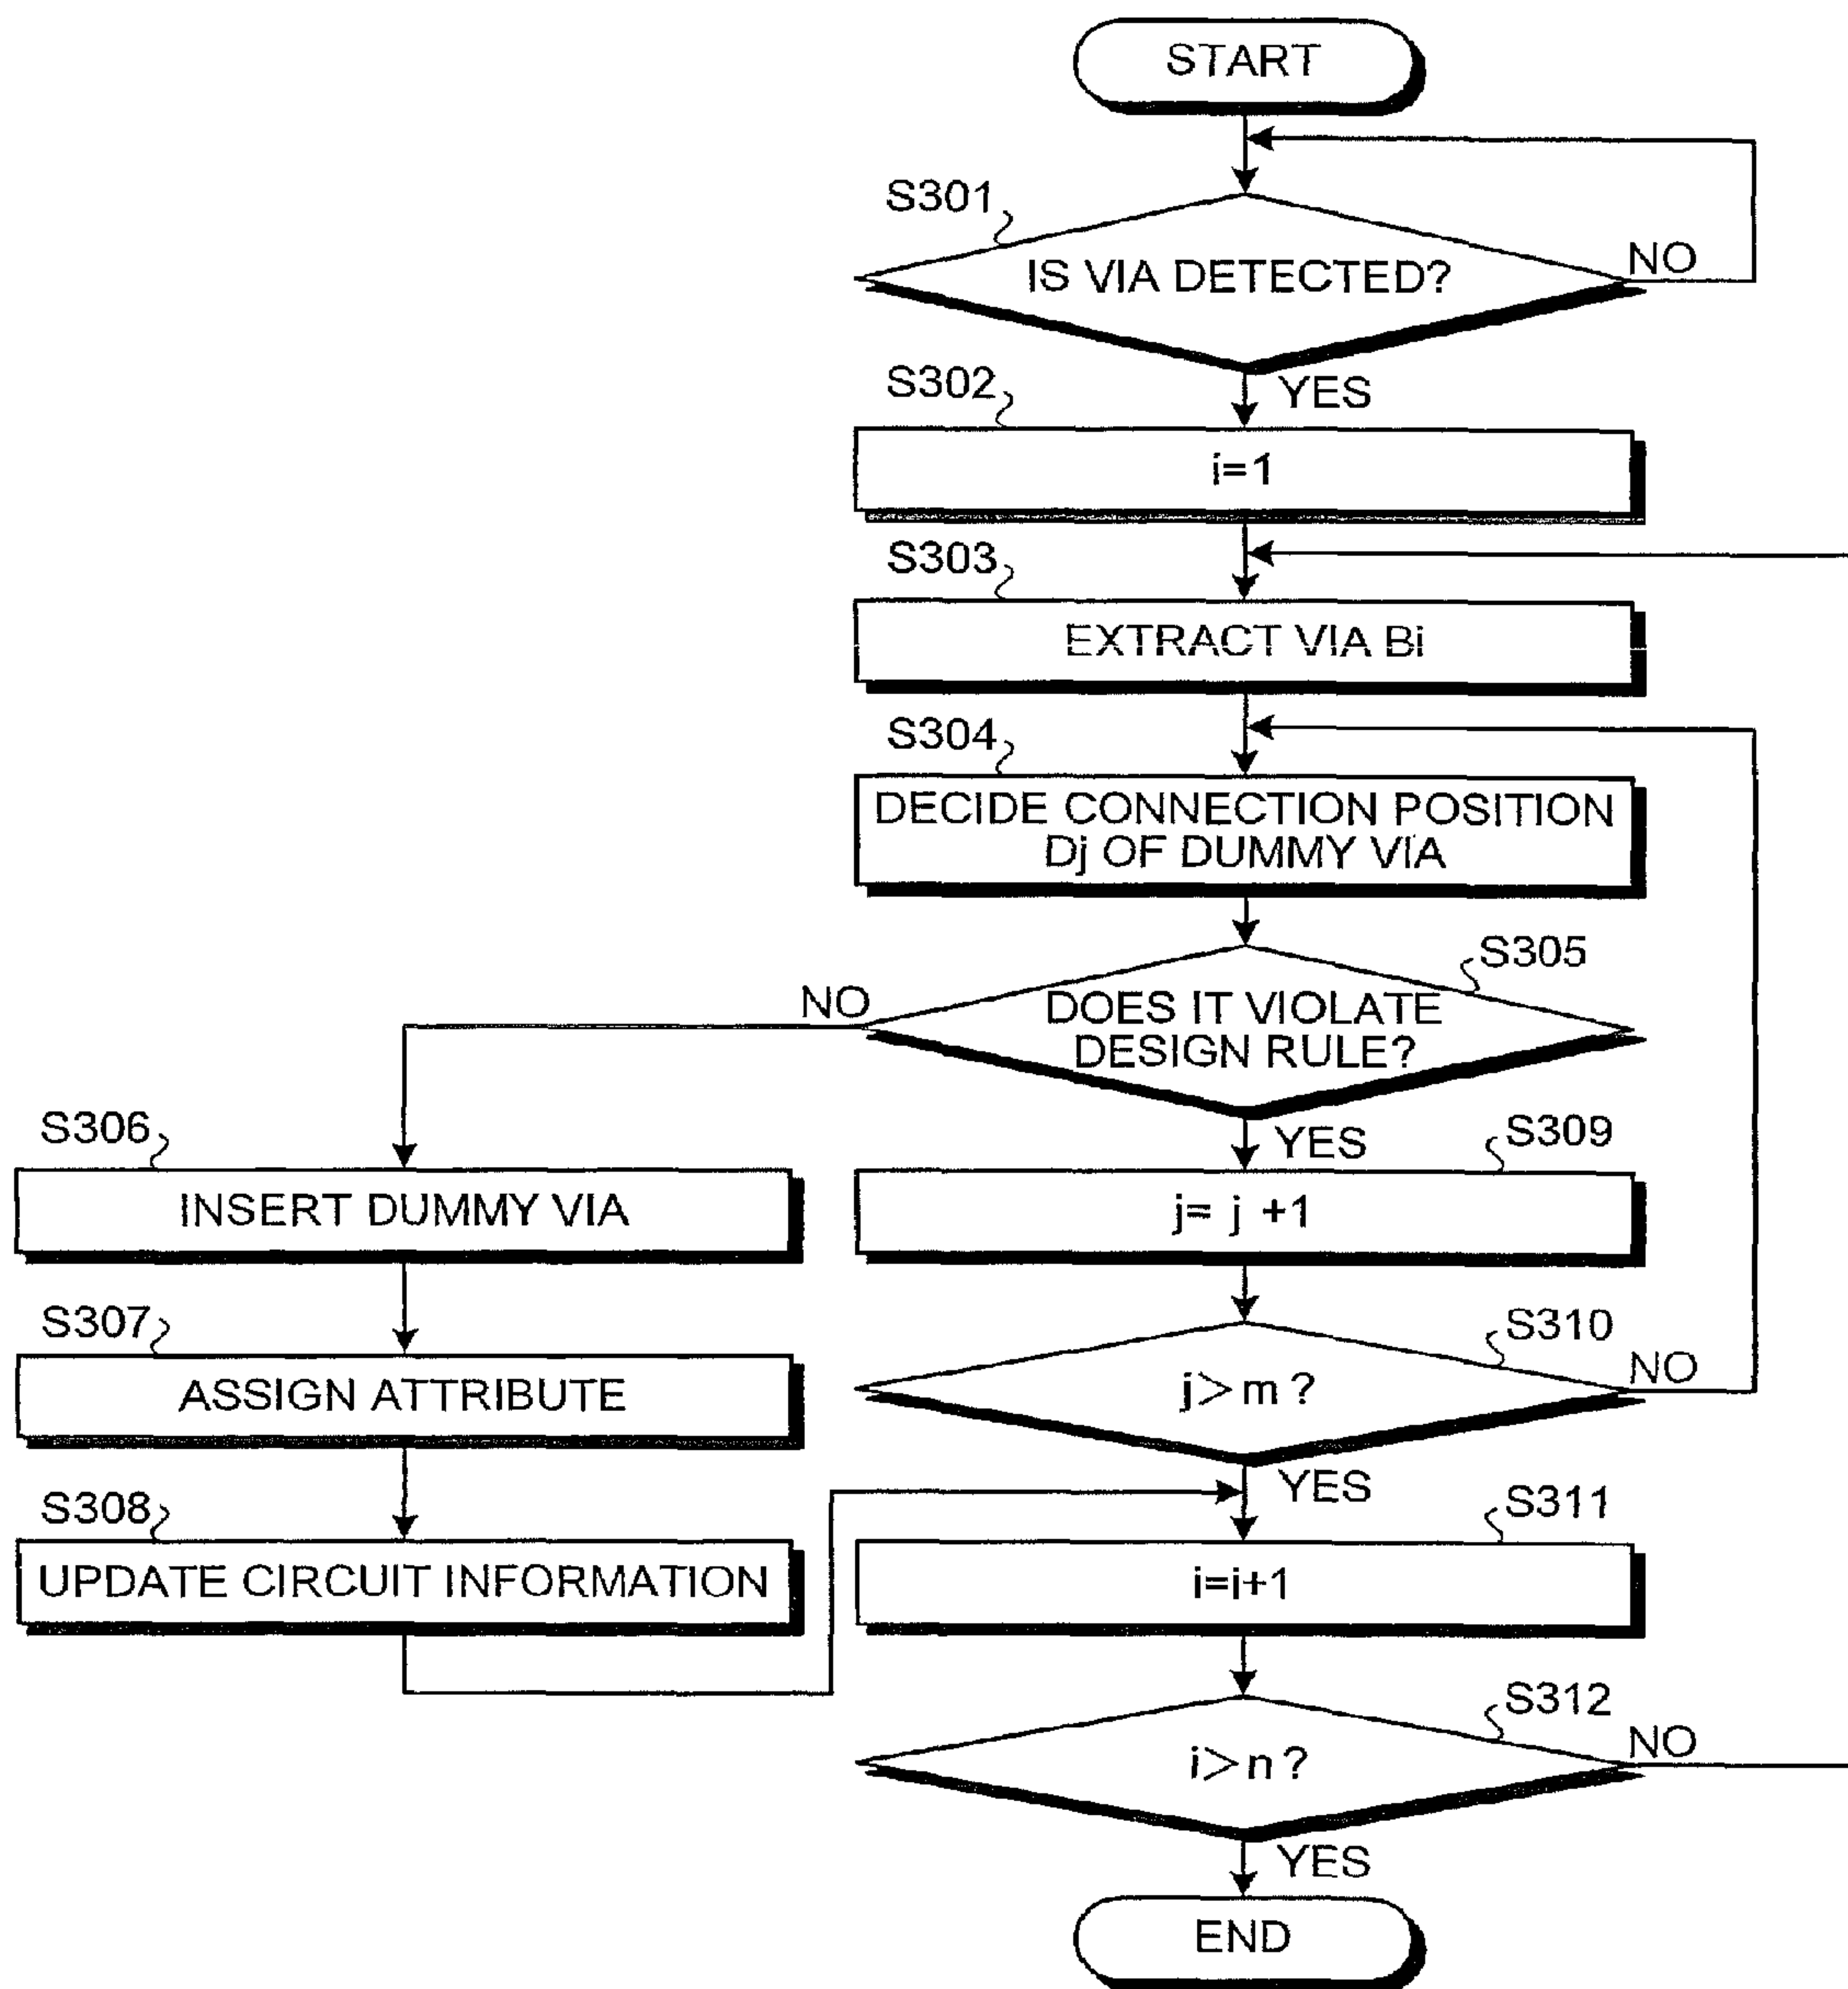 START
S301
IS VIA DETECTED?
NO
YES
S302
i=1
S303
EXTRACT VIA Bi
S304
DECIDE CONNECTION POSITION
Dj OF DUMMY VIA
S305
DOES IT VIOLATE
DESIGN RULE?
NO
YES
S306
INSERT DUMMY VIA
S307
ASSIGN ATTRIBUTE
S308
UPDATE CIRCUIT INFORMATION
S309
j= j +1
S310
j>m?
NO
YES
S311
i=i+1
S312
i>n?
NO
YES
END